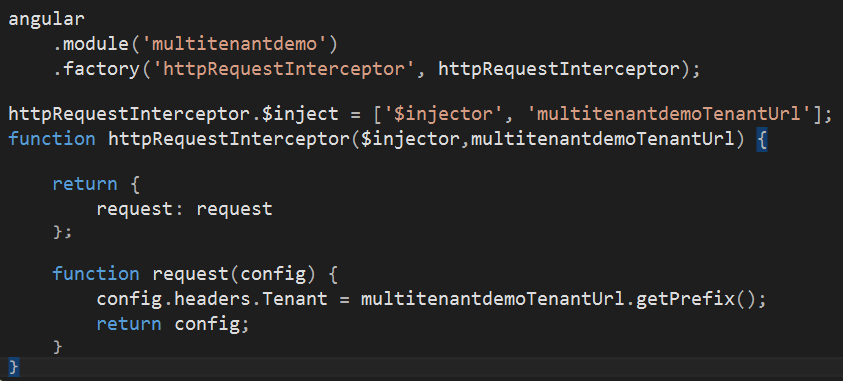 angular
.module('multitenantdemo')
.factory('httpRequestInterceptor', httpRequestInterceptor);
httpRequestInterceptor.$inject = ['$injector', 'multitenantdemoTenantUrl'];
function httpRequestInterceptor($injector,multitenantdemoTenantUrl) {
return {
request: request
};
function request(config) {
config.headers.Tenant = multitenantdemoTenantUrl.getPrefix();
return config;
}
}